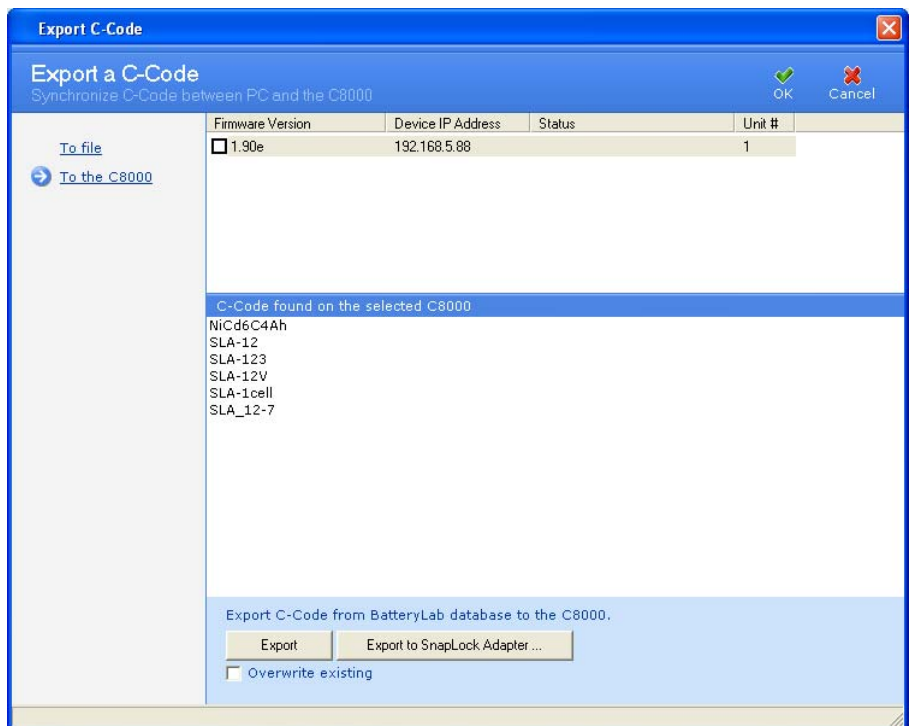 Export C-Code
Export a C-Code
Synchronize C-Code between PC and the C8000
OK
Cancel
To file
To the C8000
Firmware Version Device IP Address Status Unit #
1.90e 192.168.5.88 1
C-Code found on the selected C8000
NiCd6C4Ah
SLA-12
SLA-123
SLA-12V
SLA-1cell
SLA_12-7
Export C-Code from BatteryLab database to the C8000.
Export
Export to SnapLock Adapter ...
Overwrite existing